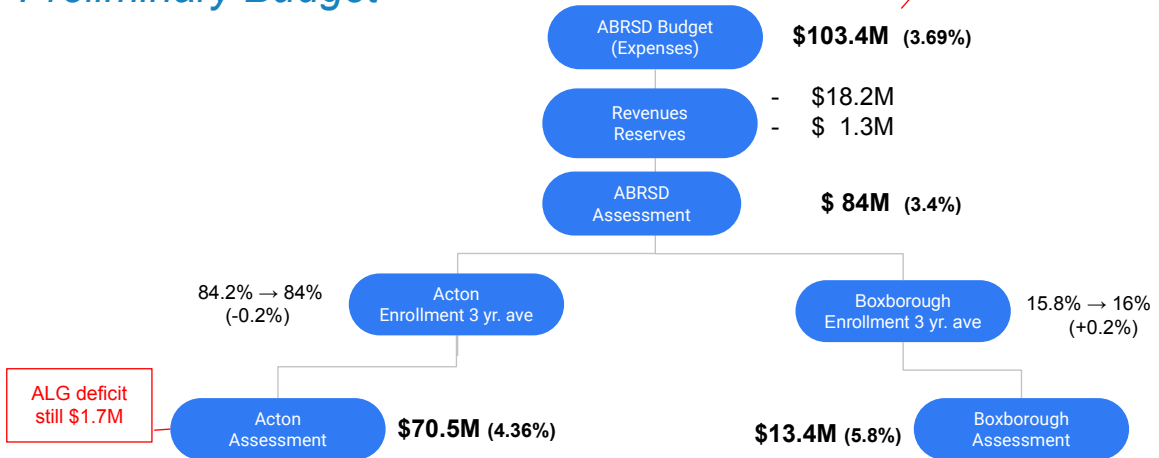 Preliminary Budget
ABRSD Budget
(Expenses)
$103.4M (3.69%)
Revenues
Reserves
- $18.2M
- $ 1.3M
ABRSD
Assessment
$ 84M (3.4%)
84.2% → 84%
(-0.2%)
Acton
Enrollment 3 yr. ave
Boxborough
Enrollment 3 yr. ave
15.8% → 16%
(+0.2%)
ALG deficit
still $1.7M
Acton
Assessment
$70.5M (4.36%)
$13.4M (5.8%)
Boxborough
Assessment